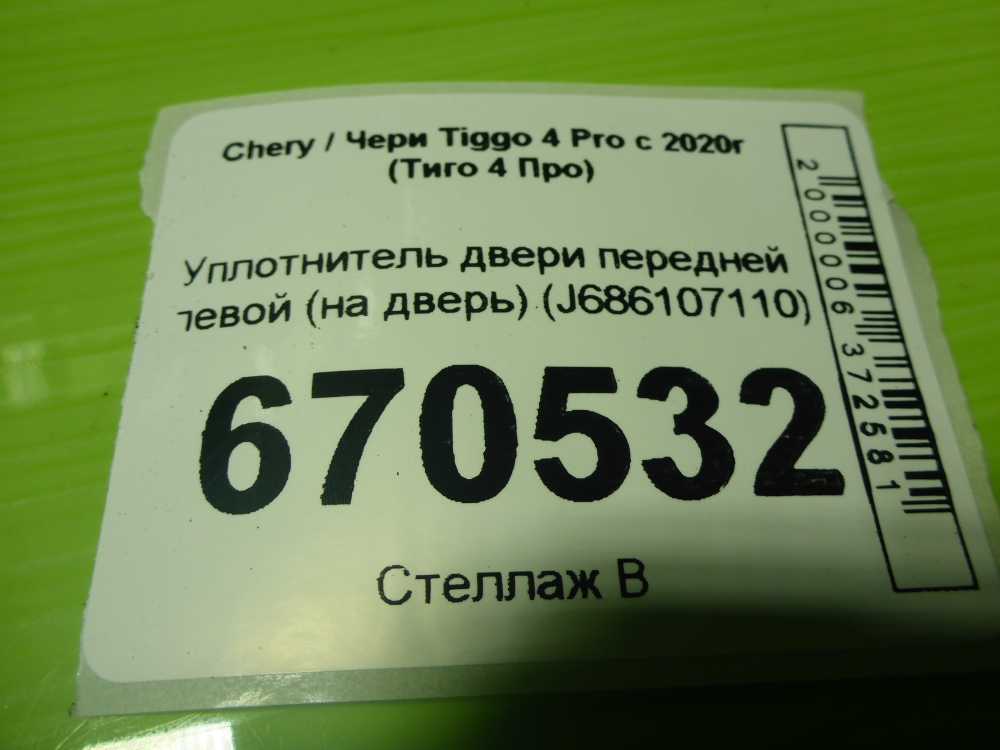 Chery / Чери Tiggo 4 Pro с 2020г
(Тиго 4 Про)
Уплотнитель двери передней
левой (на дверь) (J686107110)
670532
Стеллаж В
2000006372581